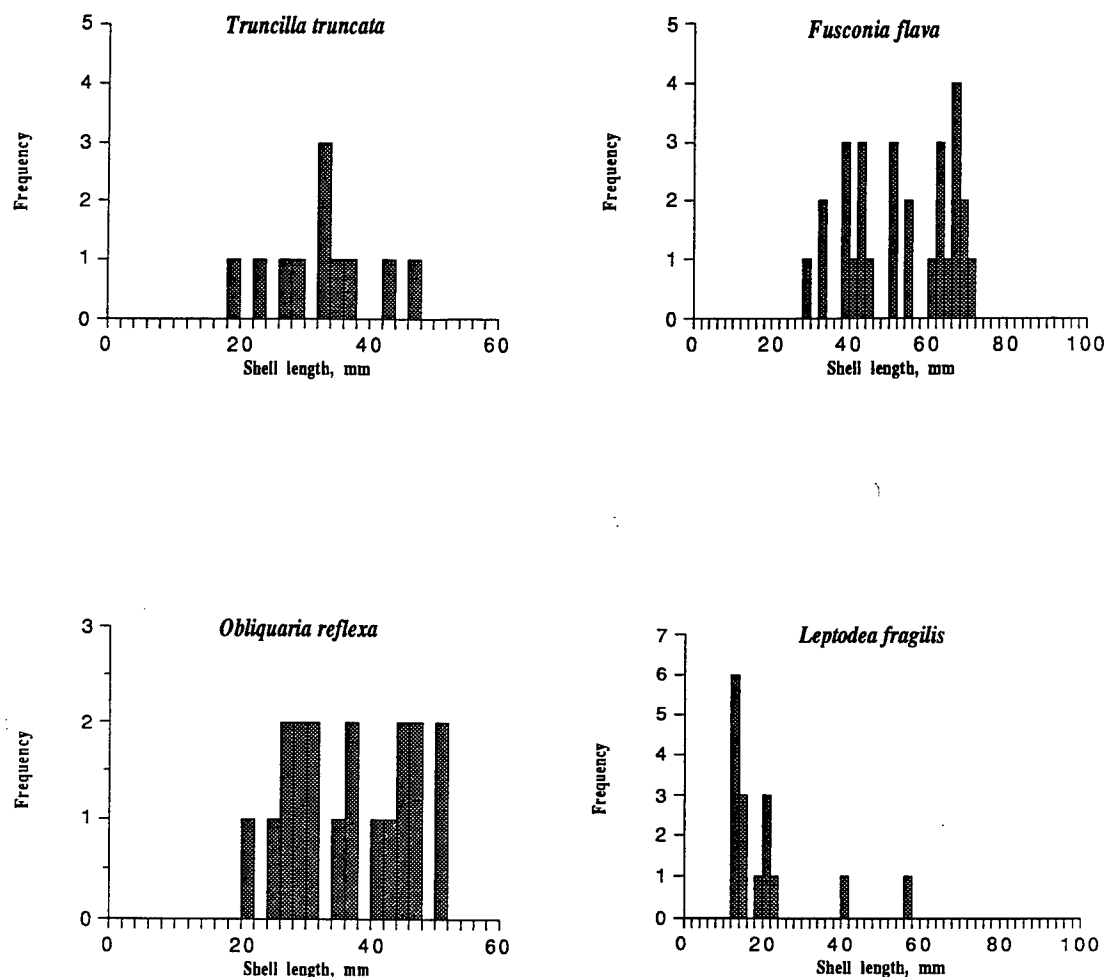 Truncilla truncata
5
4
3
2
1
0
Frequency
0 20 40 60
Shell length, mm
Fusconia flava
5
4
3
2
1
0
Frequency
0 20 40 60 80 100
Shell length, mm
Obliquaria reflexa
3
2
1
0
Frequency
0 20 40 60
Shell length, mm
Leptodea fragilis
7
6
5
4
3
2
1
0
Frequency
0 20 40 60 80 100
Shell length, mm